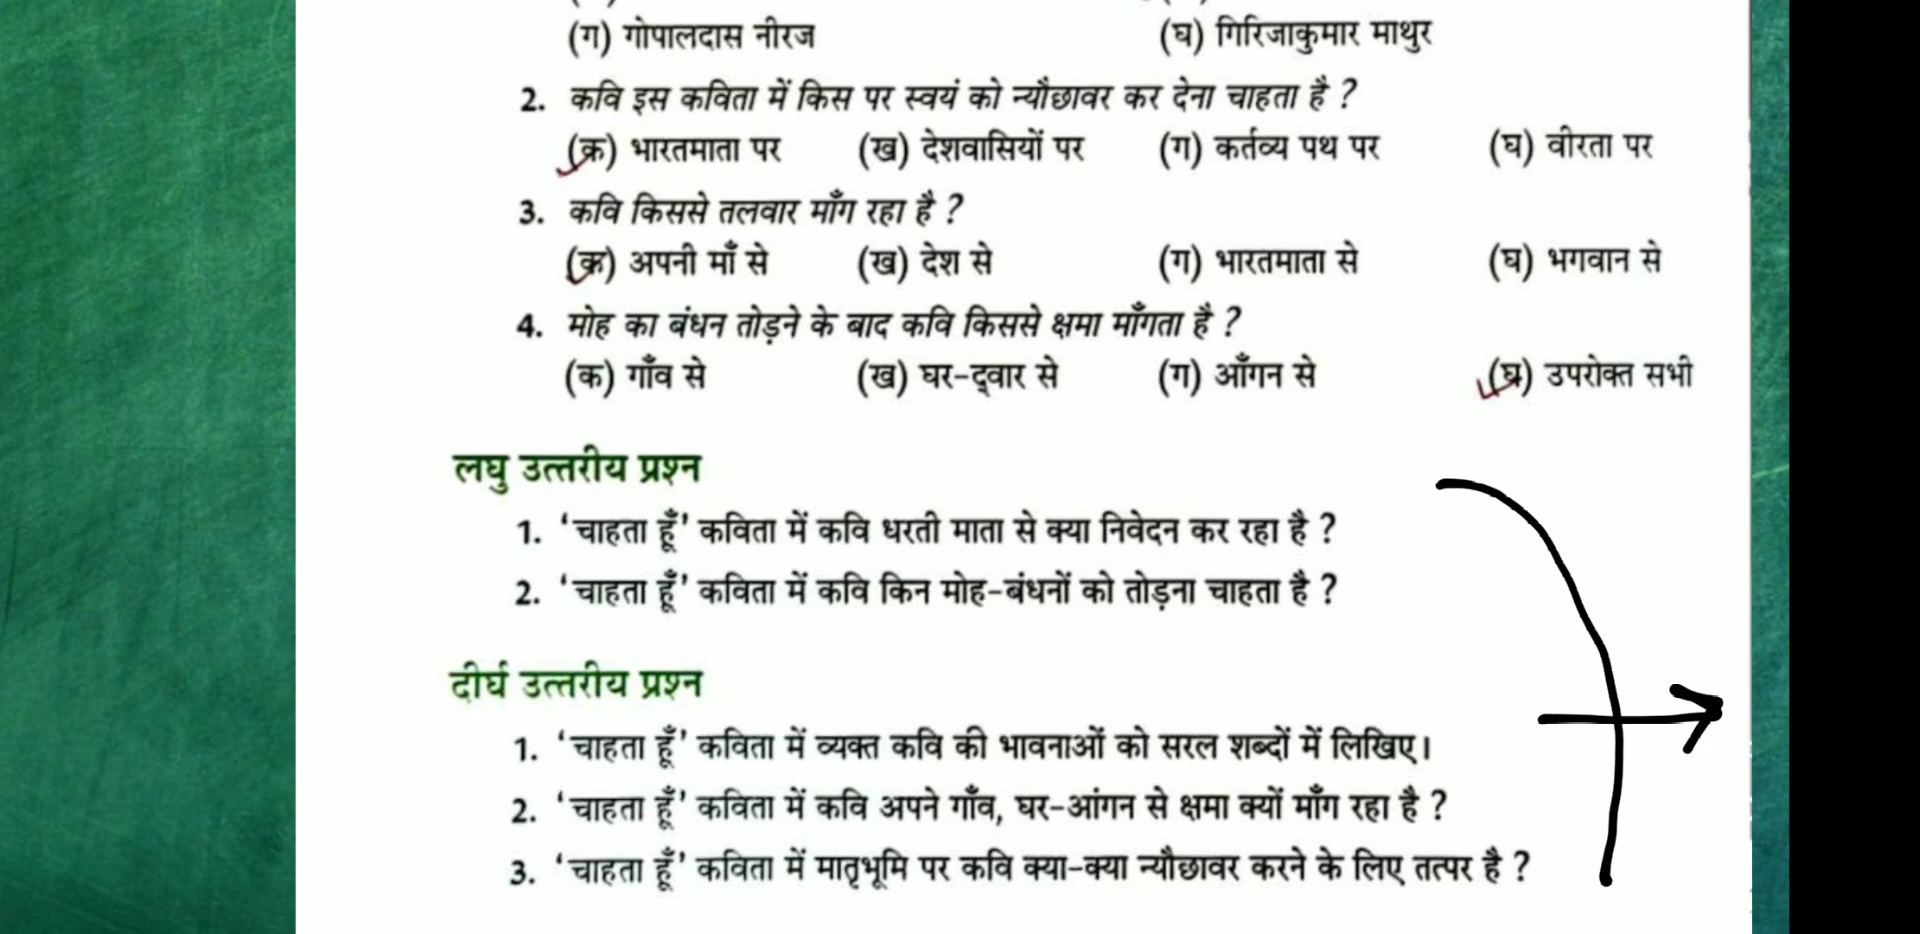 (ग) गोपालदास नीरज (घ) गिरिजाकुमार माथुर
2. कवि इस कविता में किस पर स्वयं को न्यौछावर कर देना चाहता है ?
(क) भारतमाता पर (ख) देशवासियों पर (ग) कर्तव्य पथ पर (घ) वीरता पर
3. कवि किससे तलवार माँग रहा है ?
(क) अपनी माँ से (ख) देश से (ग) भारतमाता से (घ) भगवान से
4. मोह का बंधन तोड़ने के बाद कवि किससे क्षमा माँगता है ?
(क) गाँव से (ख) घर-द्वार से (ग) आँगन से (घ) उपरोक्त सभी
लघु उत्तरीय प्रश्न
1. ‘चाहता हूँ’ कविता में कवि धरती माता से क्या निवेदन कर रहा है ?
2. ‘चाहता हूँ’ कविता में कवि किन मोह-बंधनों को तोड़ना चाहता है ?
दीर्घ उत्तरीय प्रश्न
1. ‘चाहता हूँ’ कविता में व्यक्त कवि की भावनाओं को सरल शब्दों में लिखिए।
2. ‘चाहता हूँ’ कविता में कवि अपने गाँव, घर-आंगन से क्षमा क्यों माँग रहा है ?
3. ‘चाहता हूँ’ कविता में मातृभूमि पर कवि क्या-क्या न्यौछावर करने के लिए तत्पर है ?